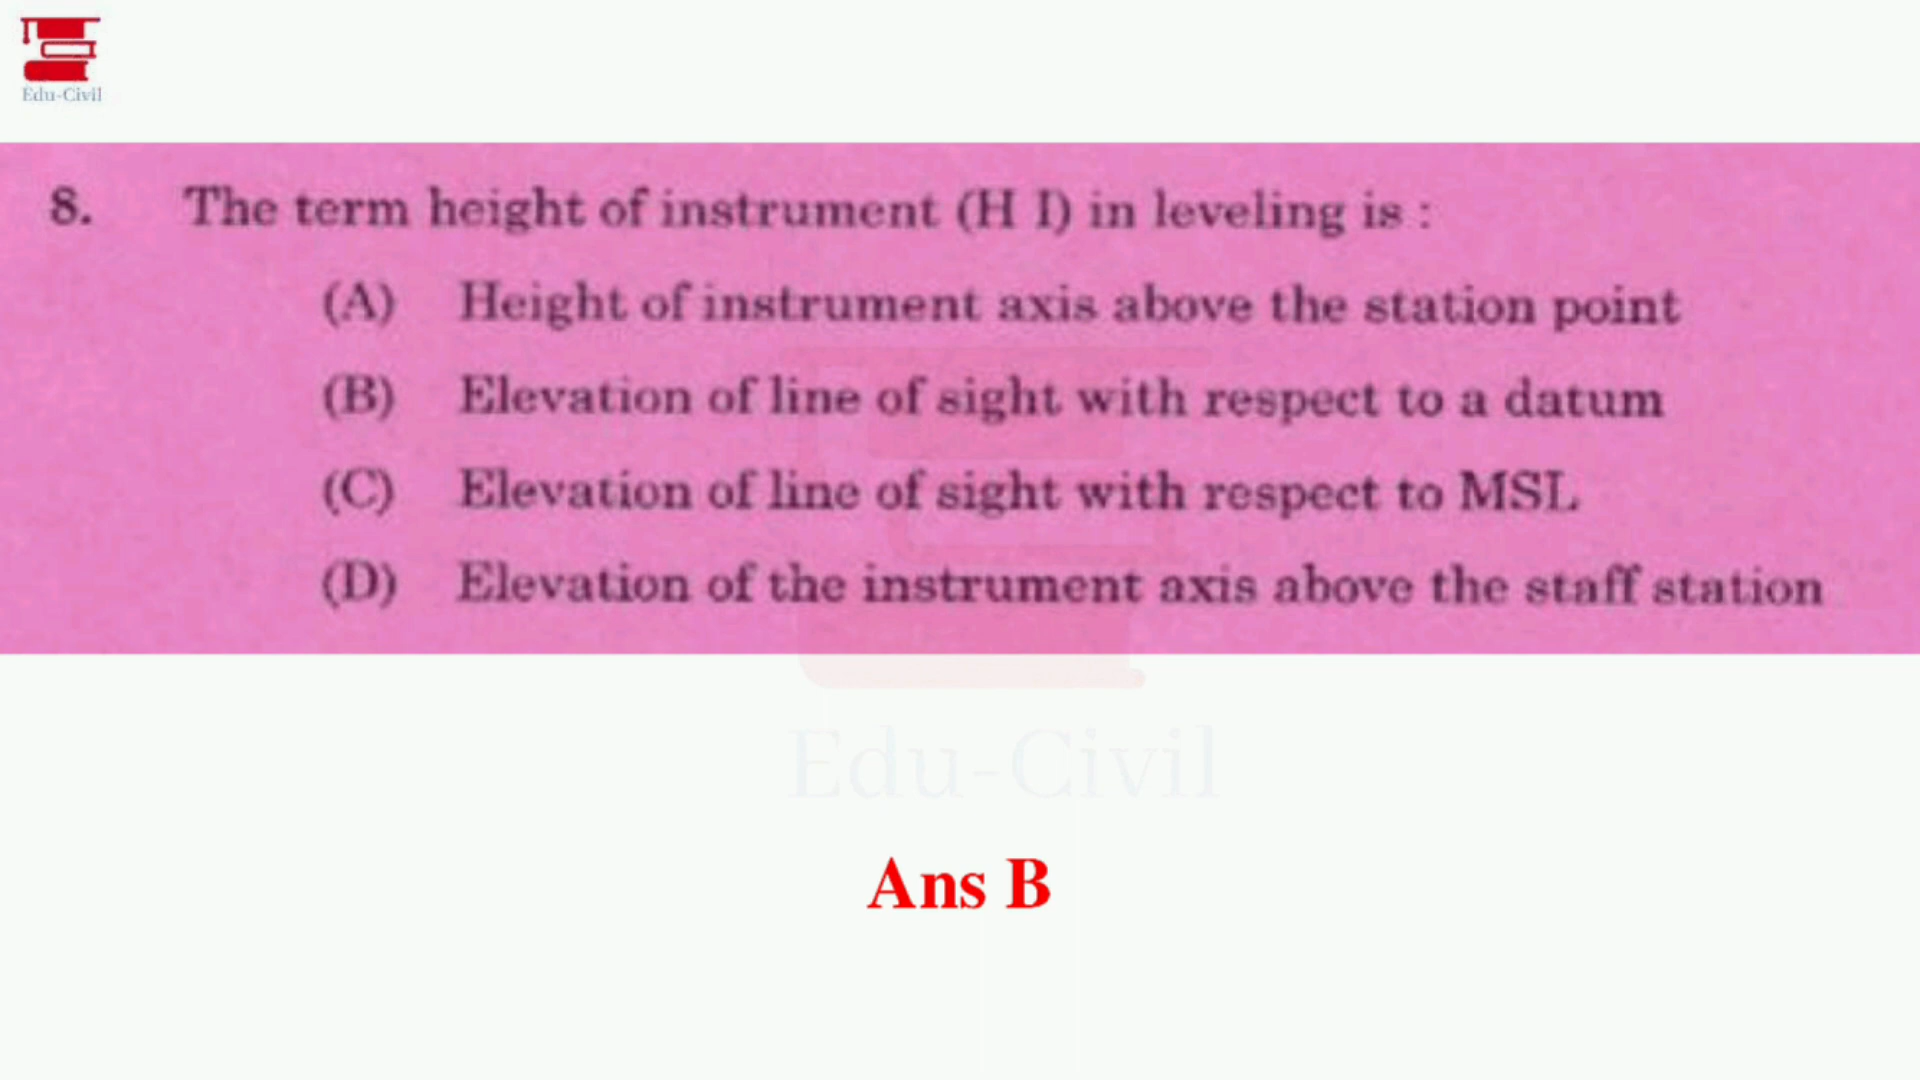 Edu-Civil
8. The term height of instrument (H I) in leveling is :
(A) Height of instrument axis above the station point
(B) Elevation of line of sight with respect to a datum
(C) Elevation of line of sight with respect to MSL
(D) Elevation of the instrument axis above the staff station
Edu-Civil
Ans B